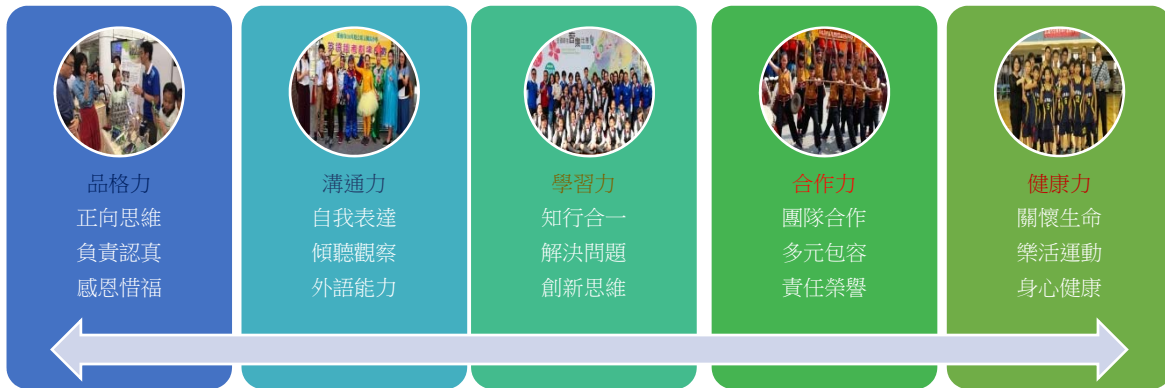 品格力
正向思維
負責認真
感恩惜福
溝通力
自我表達
傾聽觀察
外語能力
學習力
知行合一
解決問題
創新思維
合作力
團隊合作
多元包容
責任榮譽
健康力
關懷生命
樂活運動
身心健康